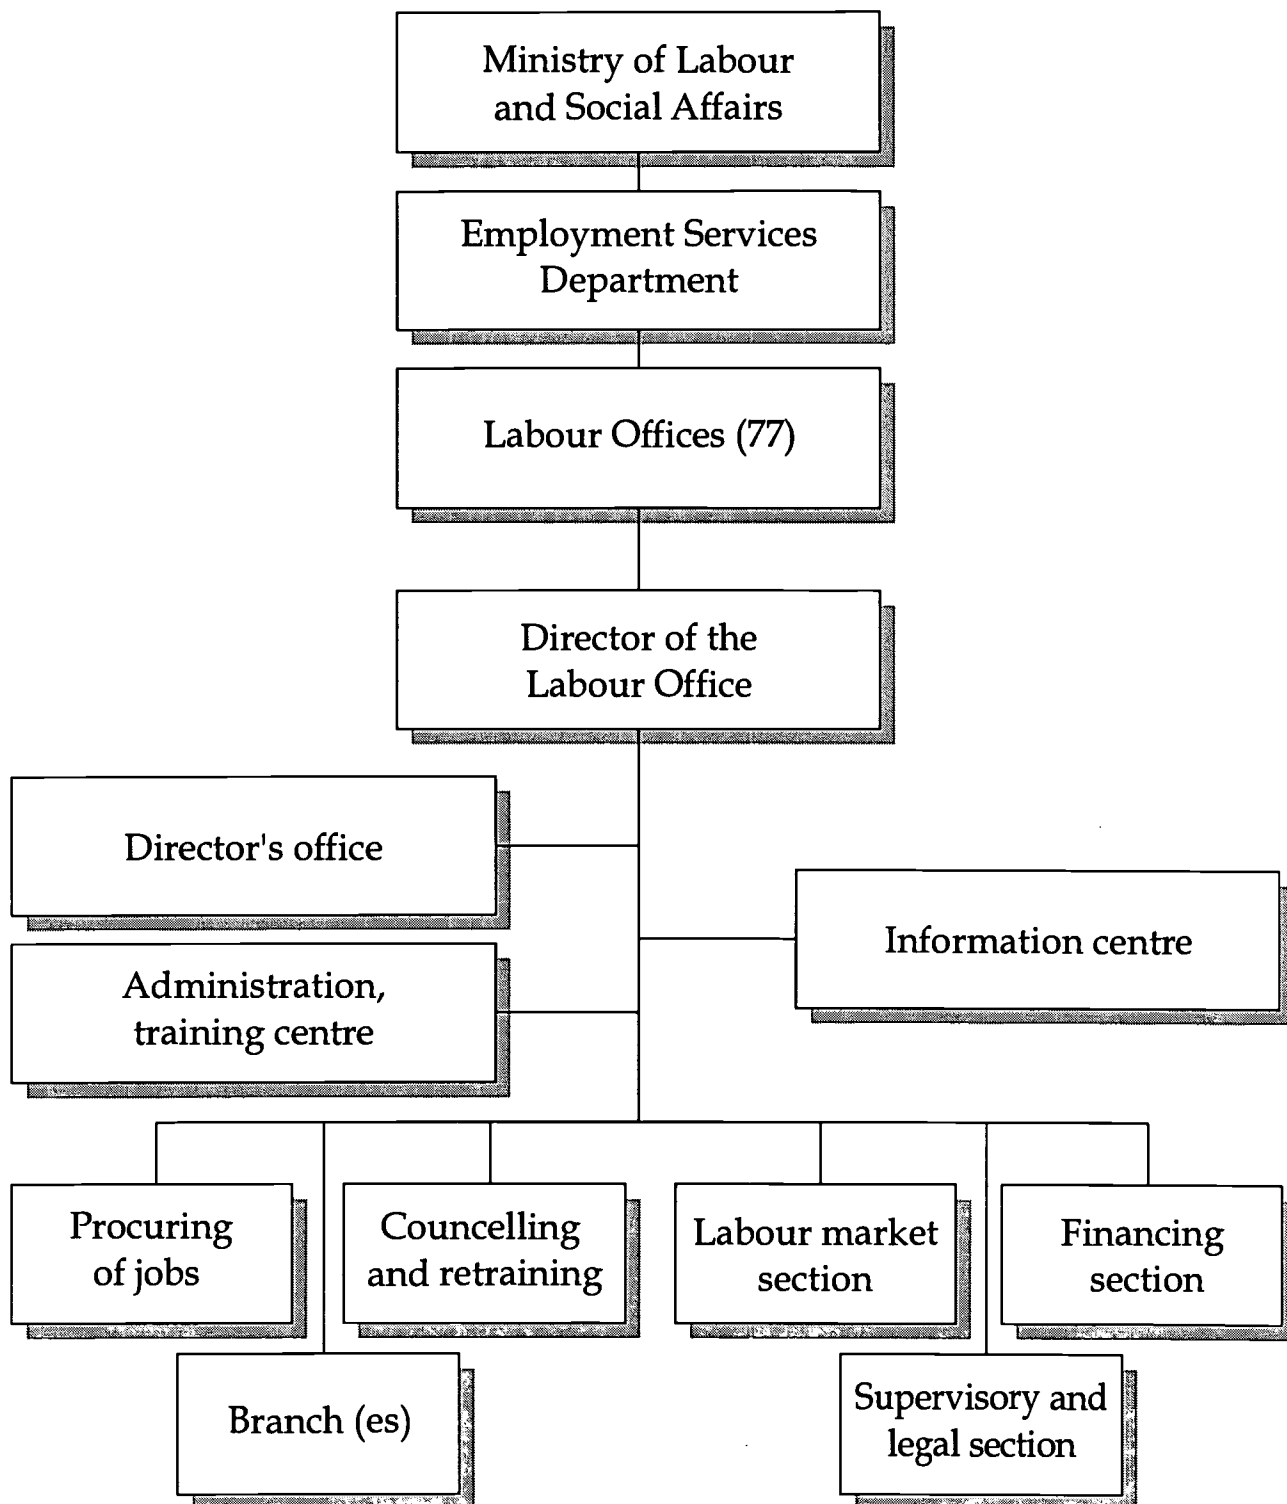 Ministry of Labour
and Social Affairs
Employment Services
Department
Labour Offices (77)
Director of the
Labour Office
Director's office
Information centre
Administration,
training centre
Procuring
of jobs
Councelling
and retraining
Labour market
section
Financing
section
Branch (es)
Supervisory and
legal section